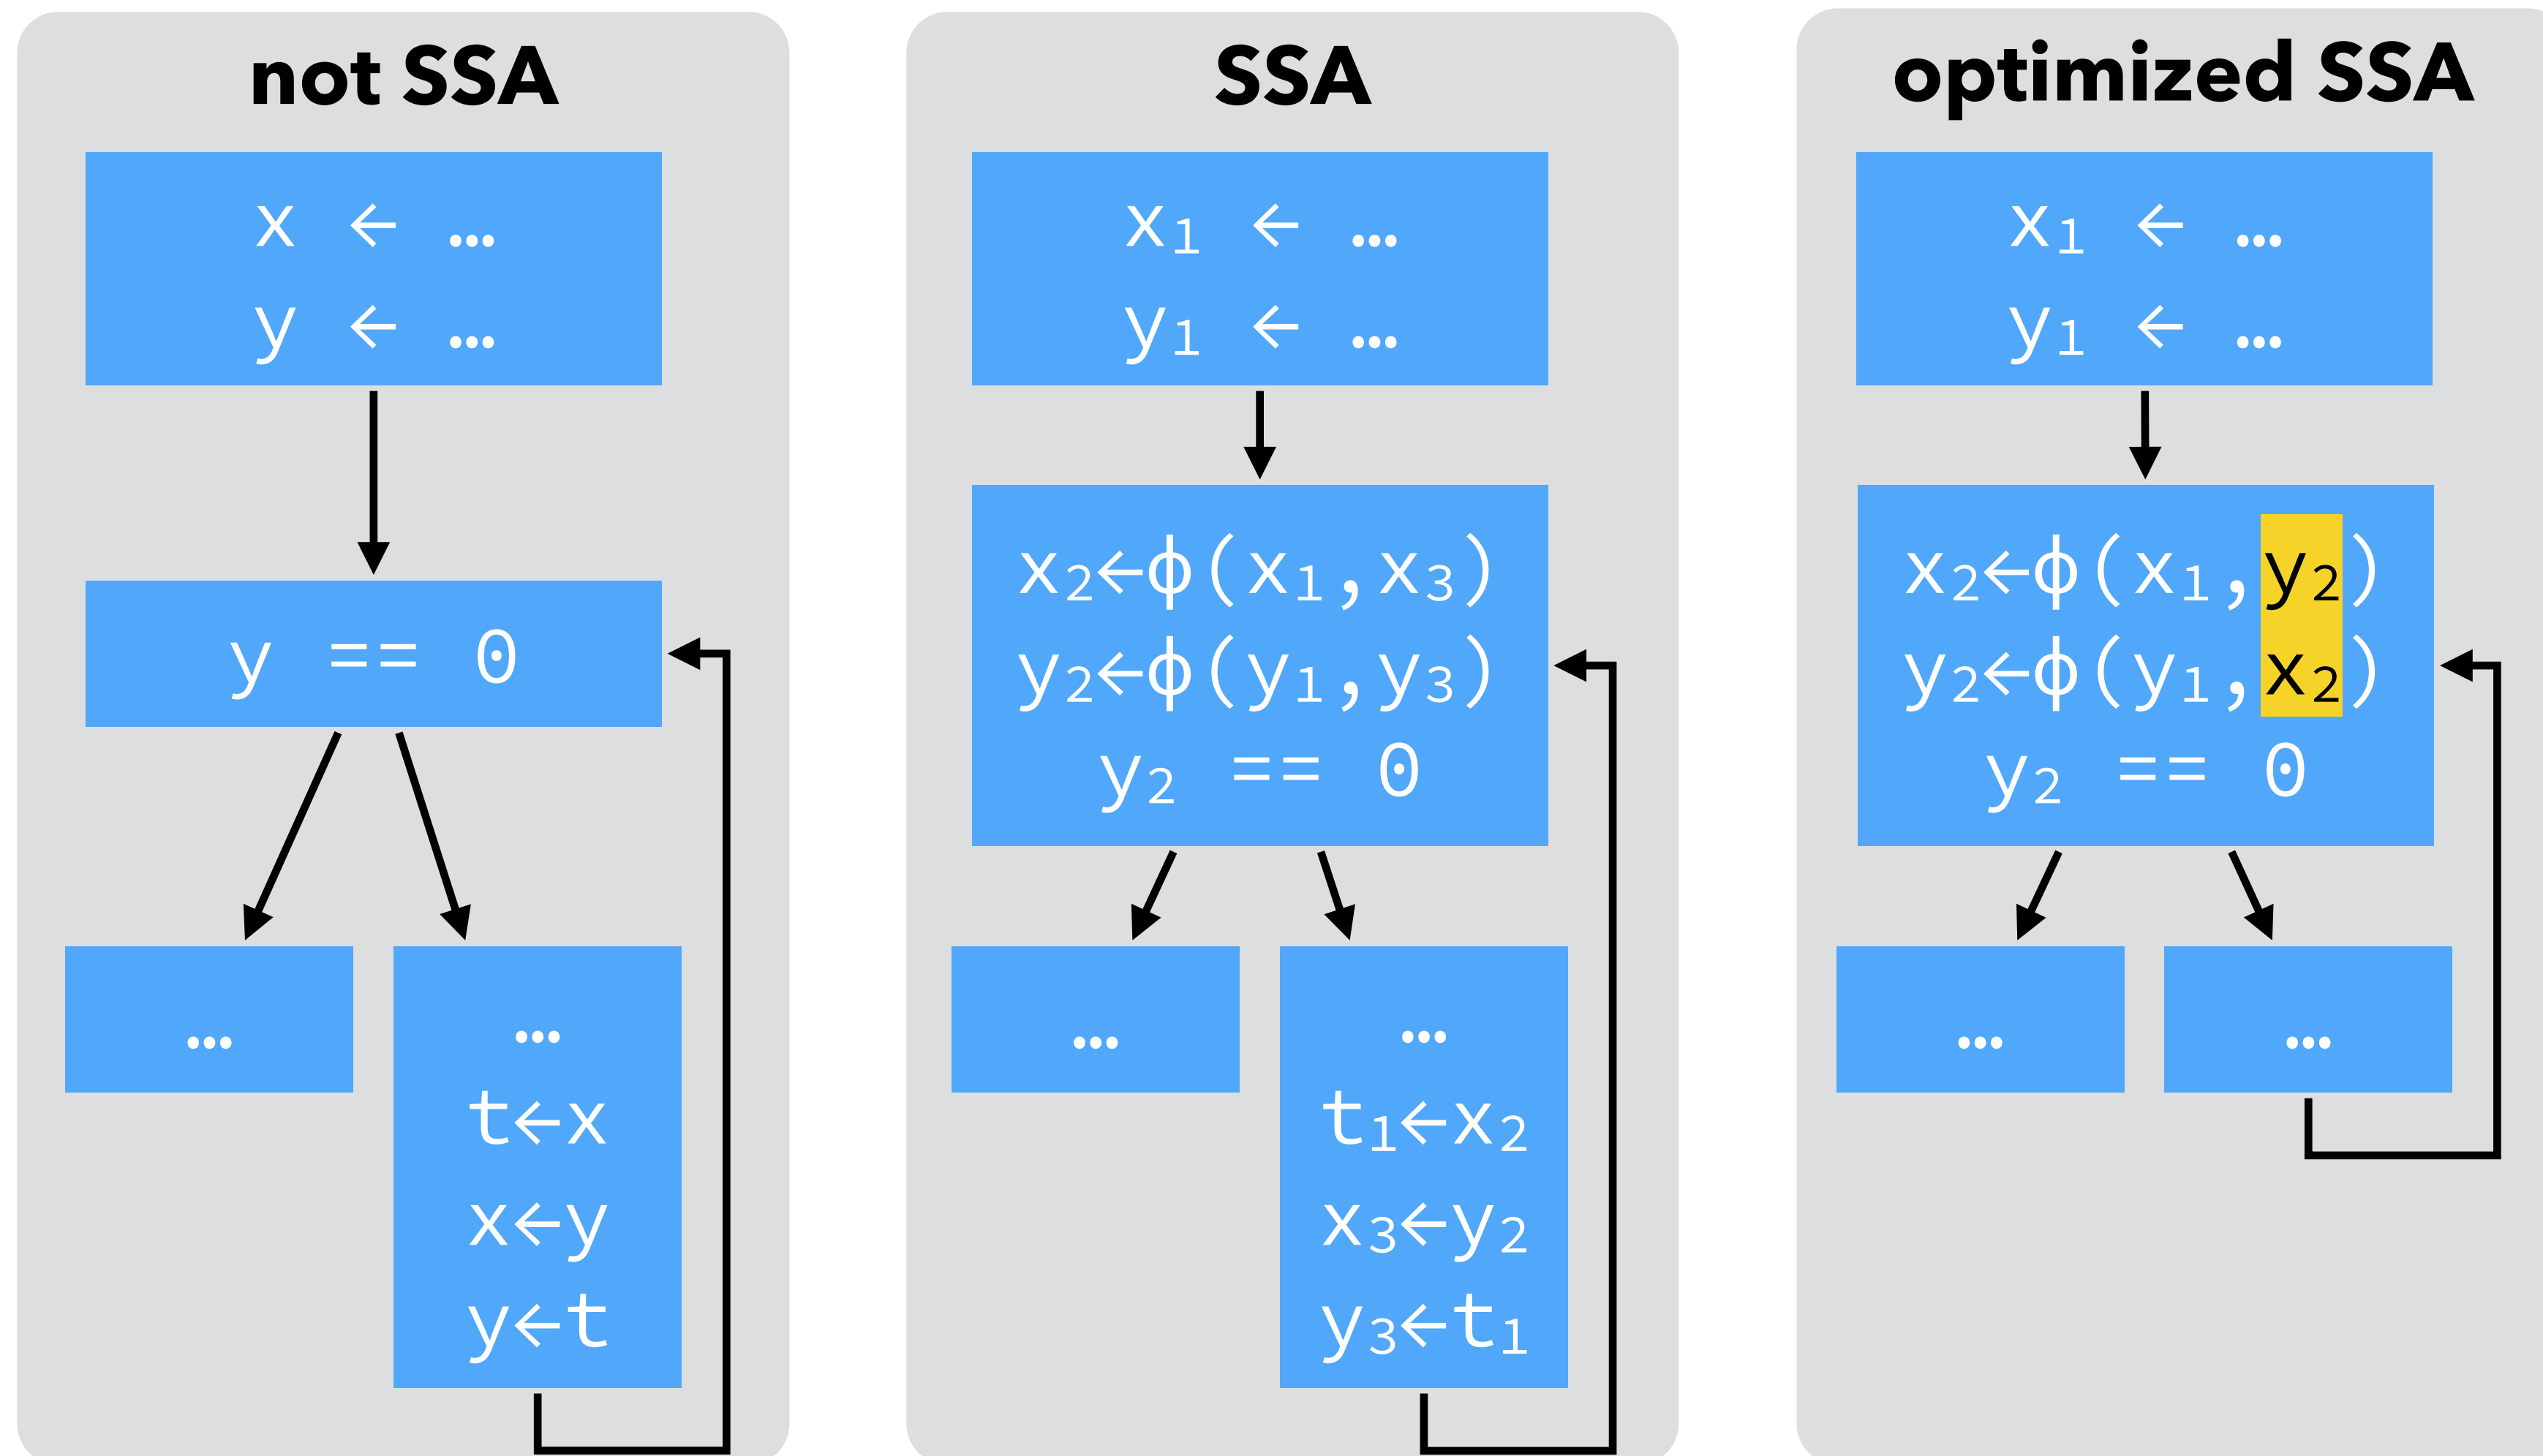 not SSA
x ← …
y ← …
y == 0
…
…
t←x
x←y
y←t
SSA
x₁ ← …
y₁ ← …
x₂←ϕ(x₁,x₃)
y₂←ϕ(y₁,y₃)
y₂ == 0
…
…
t₁←x₂
x₃←y₂
y₃←t₁
optimized SSA
x₁ ← …
y₁ ← …
x₂←ϕ(x₁,y₂)
y₂←ϕ(y₁,x₂)
y₂ == 0
…
…